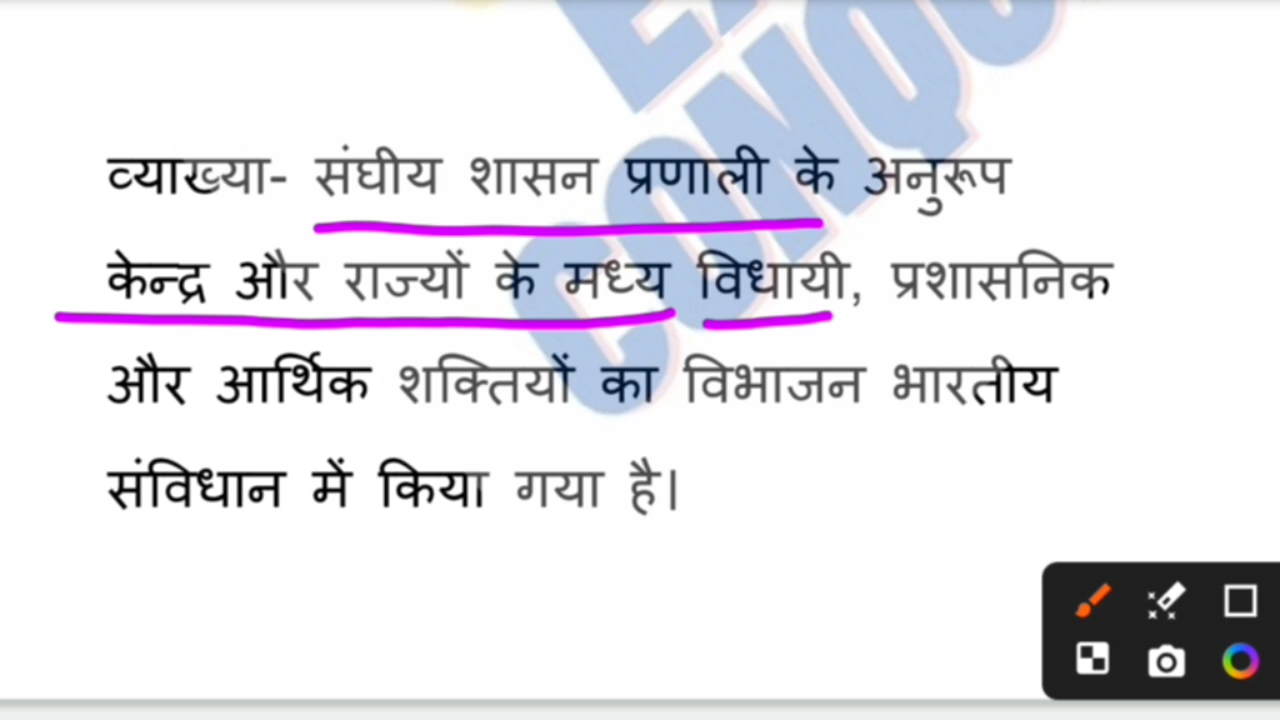 व्याख्या- संघीय शासन प्रणाली के अनुरूप
केन्द्र और राज्यों के मध्य विधायी, प्रशासनिक
और आर्थिक शक्तियों का विभाजन भारतीय
संविधान में किया गया है।